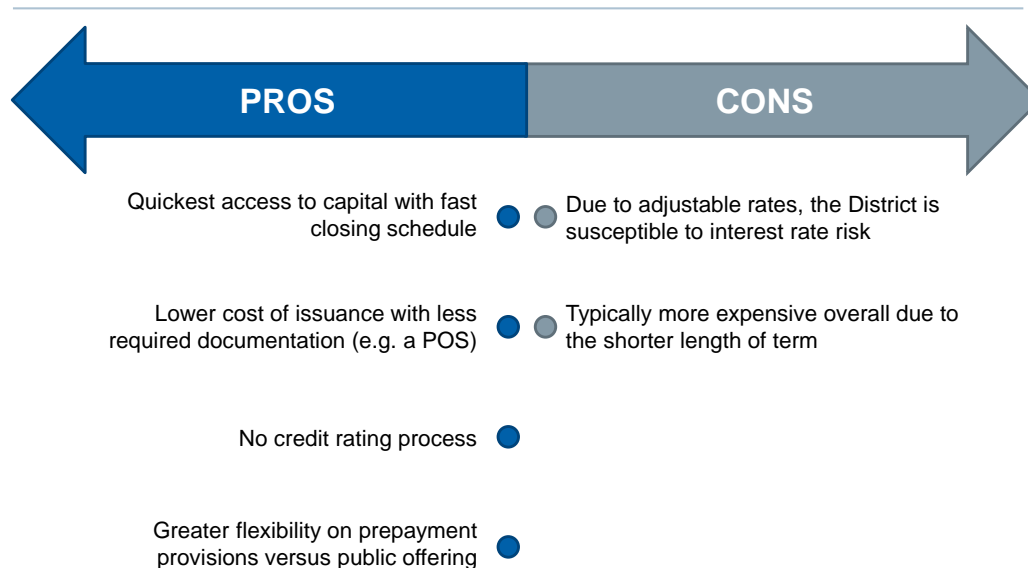 PROS
CONS
Quickest access to capital with fast
closing schedule
Due to adjustable rates, the District is
susceptible to interest rate risk
Lower cost of issuance with less
required documentation (e.g. a POS)
Typically more expensive overall due to
the shorter length of term
No credit rating process
Greater flexibility on prepayment
provisions versus public offering